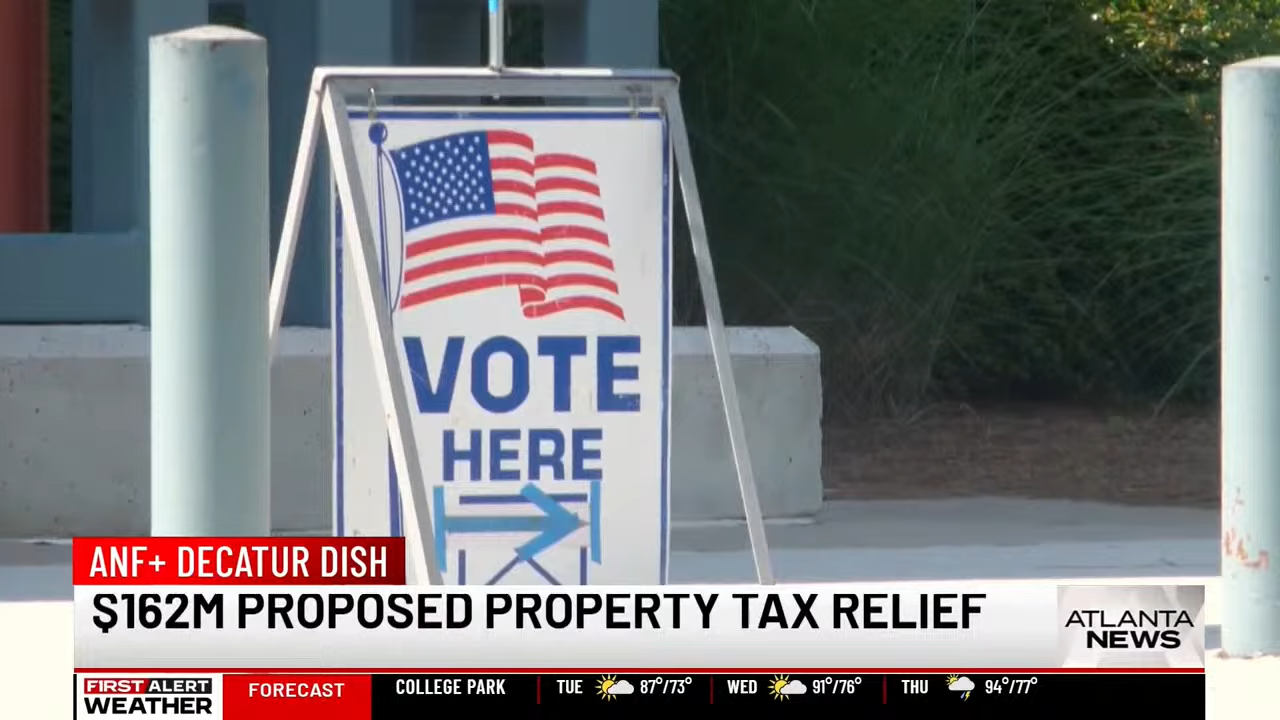 VOTE
HERE
ANF+ DECATUR DISH
$162M PROPOSED PROPERTY TAX RELIEF
ATLANTA
NEWS
FIRST ALERT
WEATHER
FORECAST
COLLEGE PARK
TUE 87°/73°
WED 91°/76°
THU 94°/77°